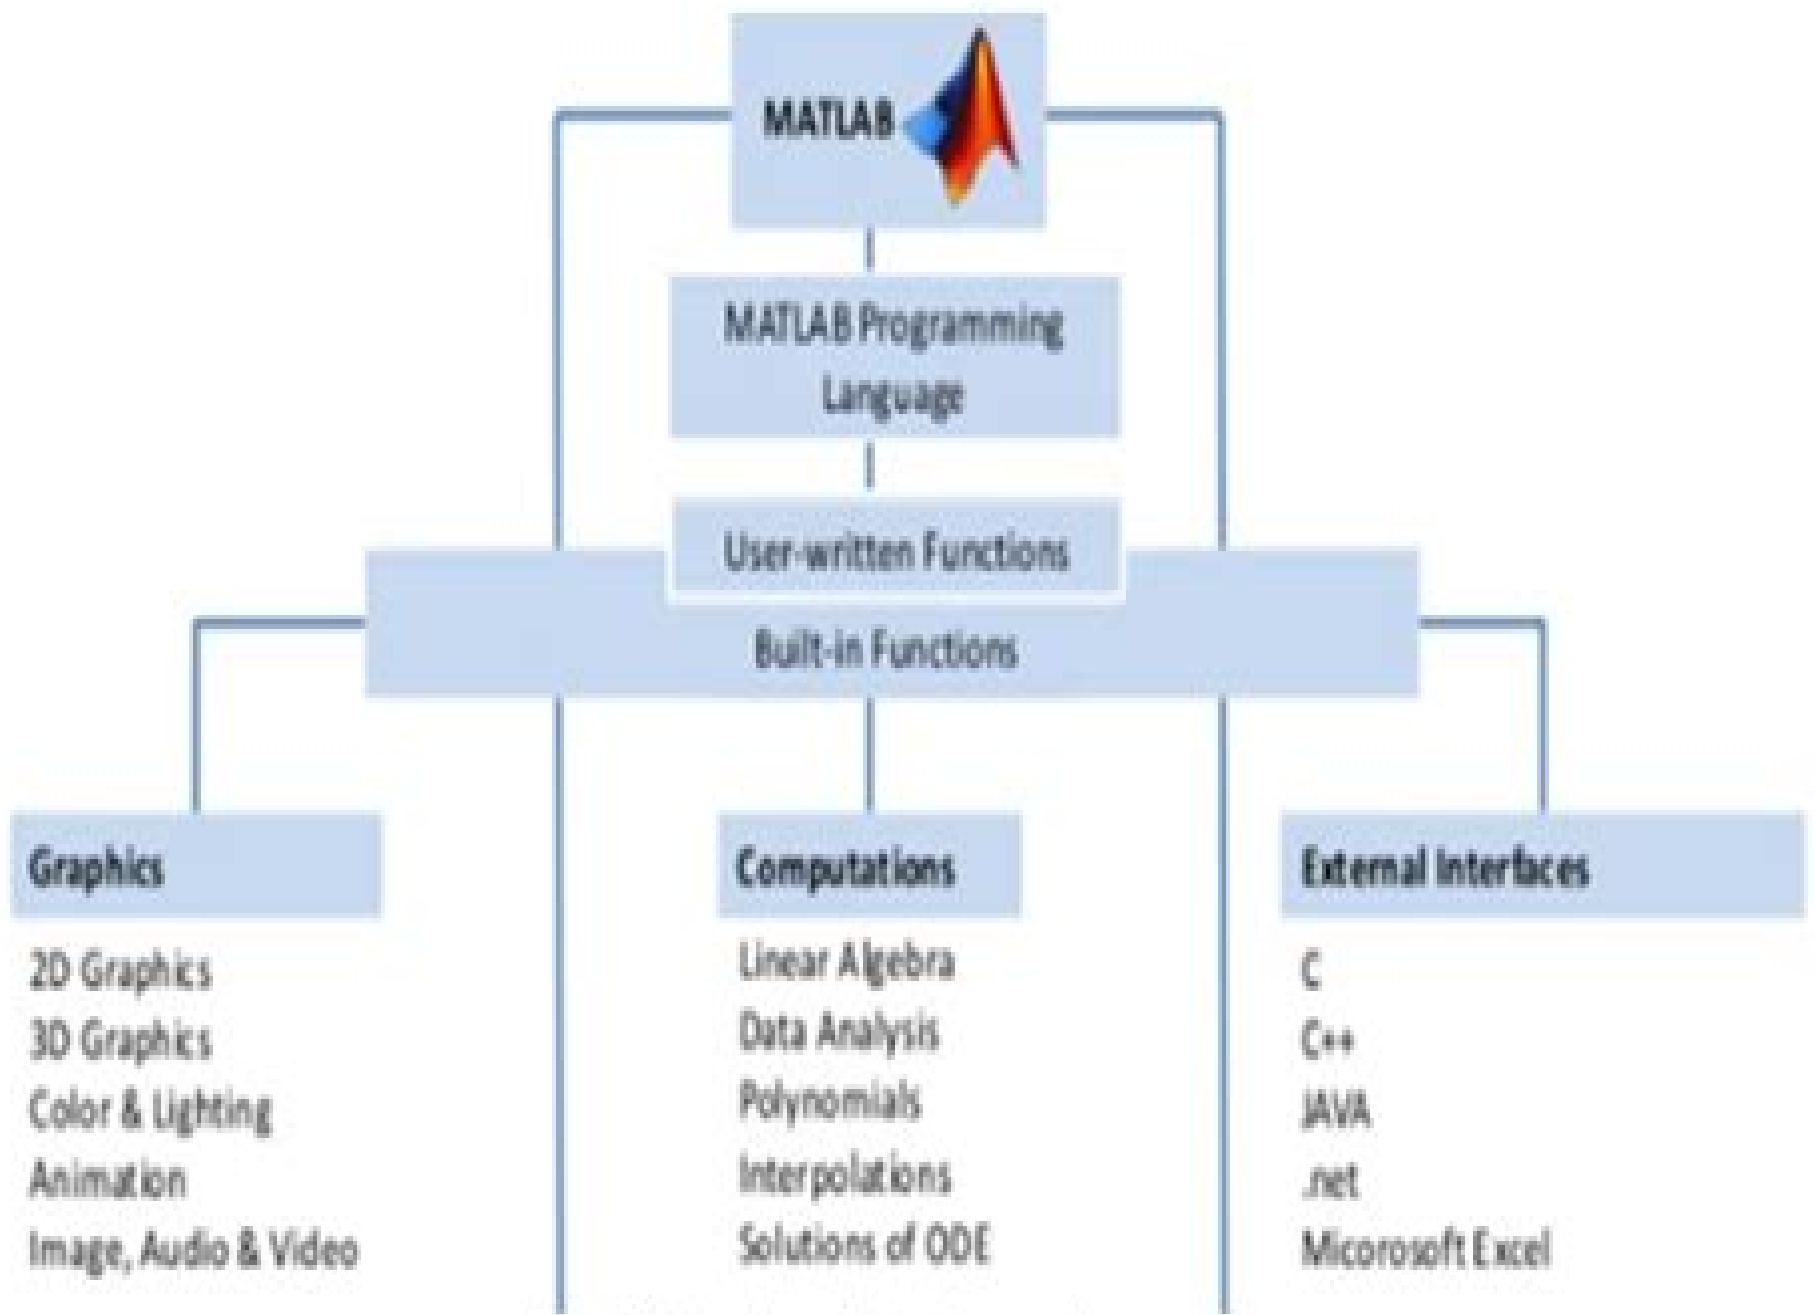 MATLAB
MATLAB Programming
Language
User-written Functions
Built-in Functions
Graphics
2D Graphics
3D Graphics
Color & Lighting
Animation
Image, Audio & Video
Computations
Linear Algebra
Data Analysis
Polynomials
Interpolations
Solutions of ODE
External Interfaces
C
C++
JAVA
.net
Micorosoft Excel